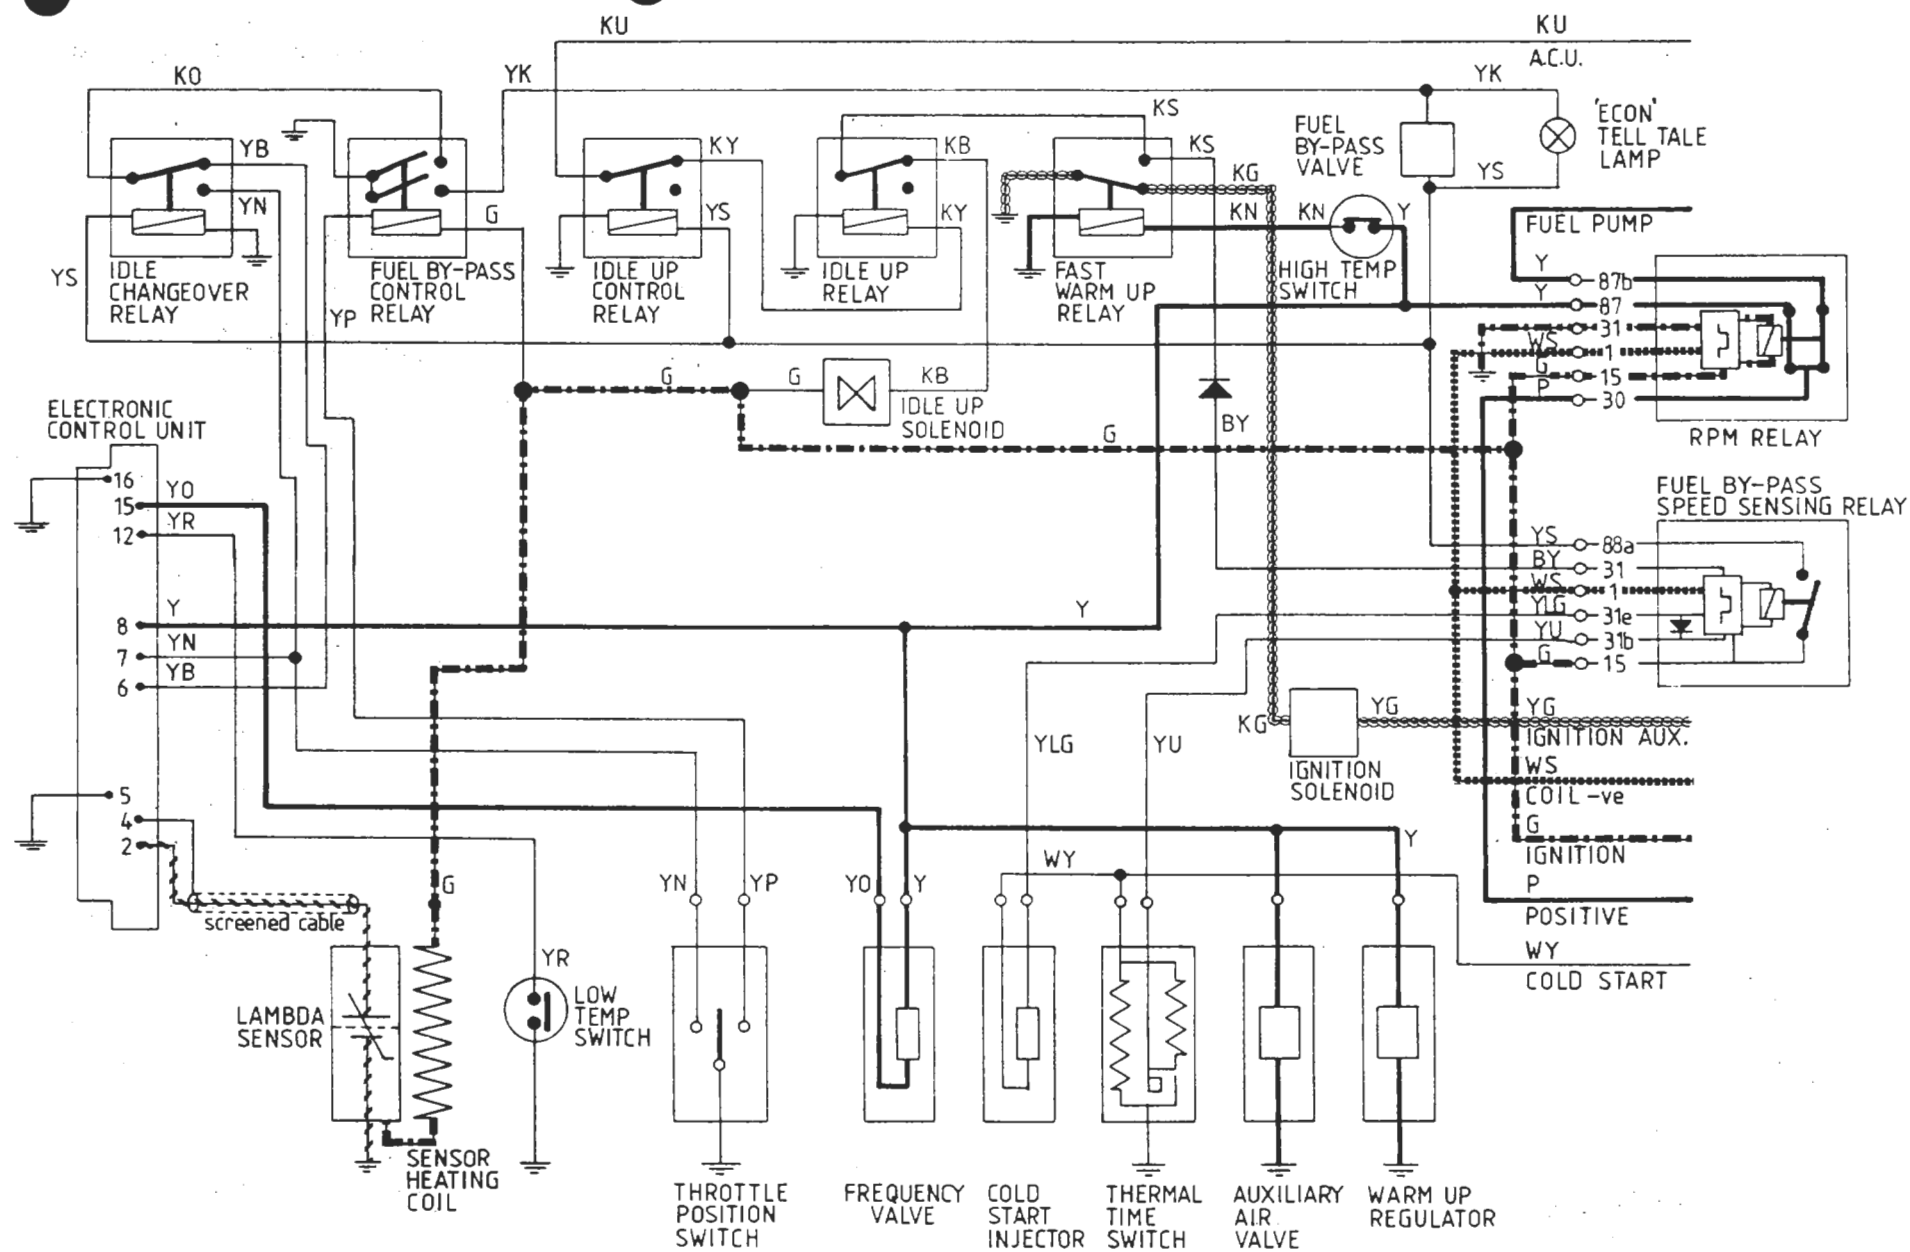 KU
KU
A.C.U.
KO
YK
YK
KS
'ECON'
TELL TALE
LAMP
FUEL
BY-PASS
VALVE
YB
KY
KB
KS
KG
YS
YN
G
YS
KY
KN
KN
Y
FUEL PUMP
YS
IDLE
CHANGEOVER
RELAY
FUEL BY-PASS
CONTROL
RELAY
YP
IDLE UP
CONTROL
RELAY
IDLE UP
RELAY
FAST
WARM UP
RELAY
HIGH TEMP
SWITCH
Y 87b
Y 87
31
WS 1
G 15
P 30
RPM RELAY
G
G
KB
IDLE UP
SOLENOID
BY
G
ELECTRONIC
CONTROL UNIT
16
15 YO
12 YR
8 Y
Y
7 YN
6 YB
5
4
2
FUEL BY-PASS
SPEED SENSING RELAY
YS 88a
BY 31
WS 1
YLG 31e
YU 31b
G 15
KG
YG
YG
IGNITION AUX.
IGNITION
SOLENOID
WS
COIL -ve
G
IGNITION
P
POSITIVE
WY
COLD START
YLG
YU
Y
WY
G
YN
YP
YO
Y
screened cable
YR
LAMBDA
SENSOR
LOW
TEMP
SWITCH
SENSOR
HEATING
COIL
THROTTLE
POSITION
SWITCH
FREQUENCY
VALVE
COLD
START
INJECTOR
THERMAL
TIME
SWITCH
AUXILIARY
AIR
VALVE
WARM UP
REGULATOR